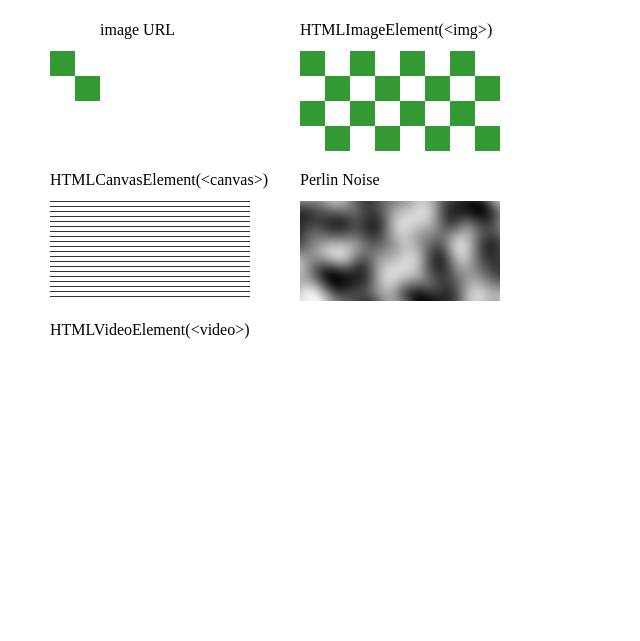 image URL
HTMLImageElement(<img>)
HTMLCanvasElement(<canvas>)
Perlin Noise
HTMLVideoElement(<video>)